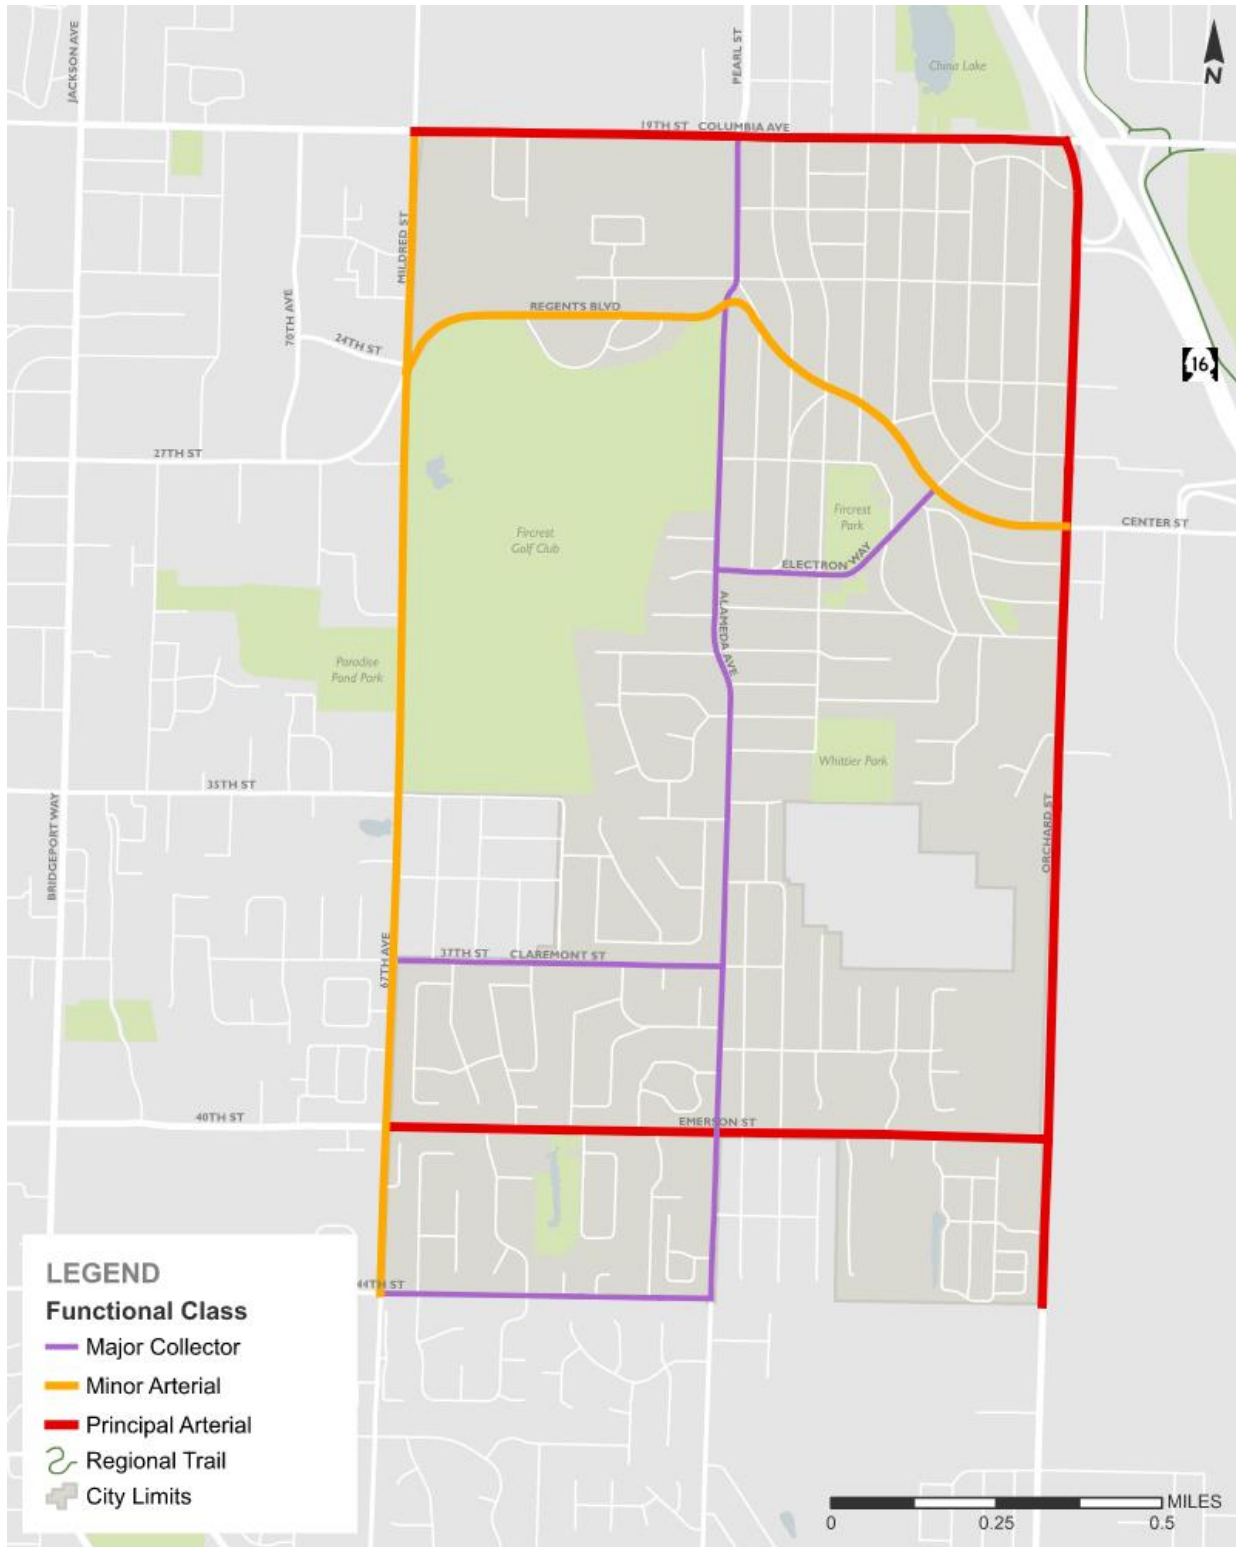 JACKSON AVE
PEARL ST
China Lake
N
19TH ST COLUMBIA AVE
MILDRED ST
70TH AVE
24TH ST
REGENTS BLVD
16
27TH ST
Fircrest
Golf Club
Fircrest
Park
CENTER ST
ELECTRON WAY
ALAMEDA AVE
Paradise
Pond Park
Whittier Park
35TH ST
BRIDGEPORT WAY
ORCHARD ST
67TH AVE
37TH ST CLAREMONT ST
40TH ST
EMERSON ST
44TH ST
LEGEND
Functional Class
Major Collector
Minor Arterial
Principal Arterial
Regional Trail
City Limits
MILES
0 0.25 0.5